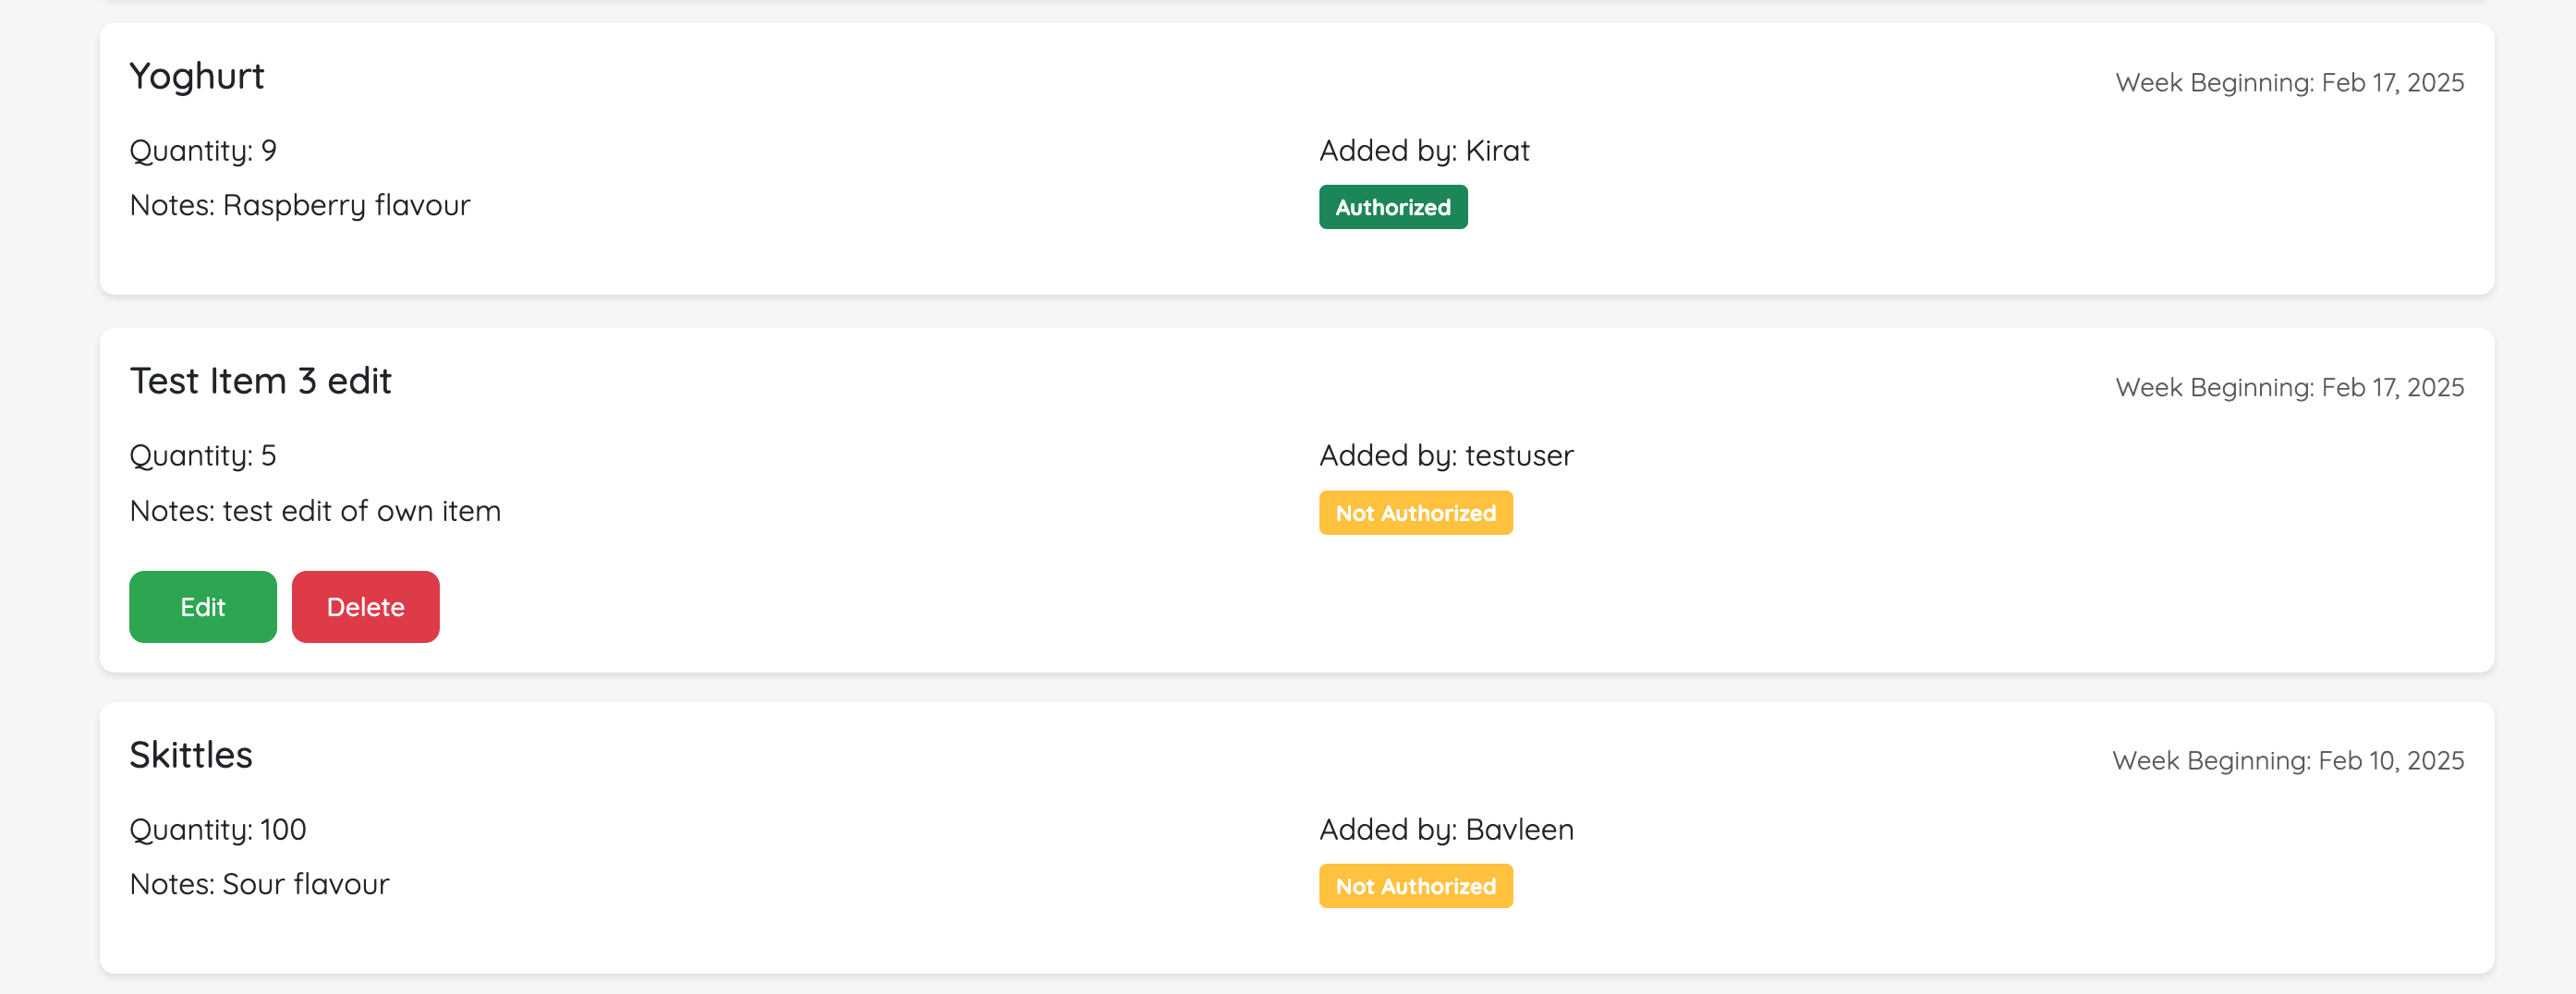 Yoghurt
Week Beginning: Feb 17, 2025
Quantity: 9
Added by: Kirat
Notes: Raspberry flavour
Authorized
Test Item 3 edit
Week Beginning: Feb 17, 2025
Quantity: 5
Added by: testuser
Notes: test edit of own item
Not Authorized
Edit
Delete
Skittles
Week Beginning: Feb 10, 2025
Quantity: 100
Added by: Bavleen
Notes: Sour flavour
Not Authorized